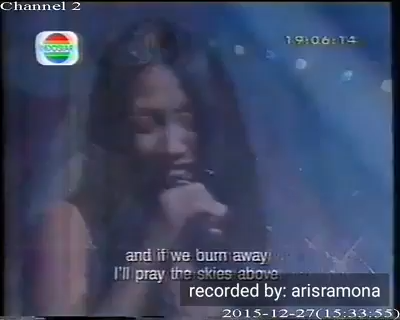 Channel 2
INDOSIAR
19:06:14
and if we burn away
I'll pray the skies above
recorded by: arisramona
2015-12-27(15:33:55)